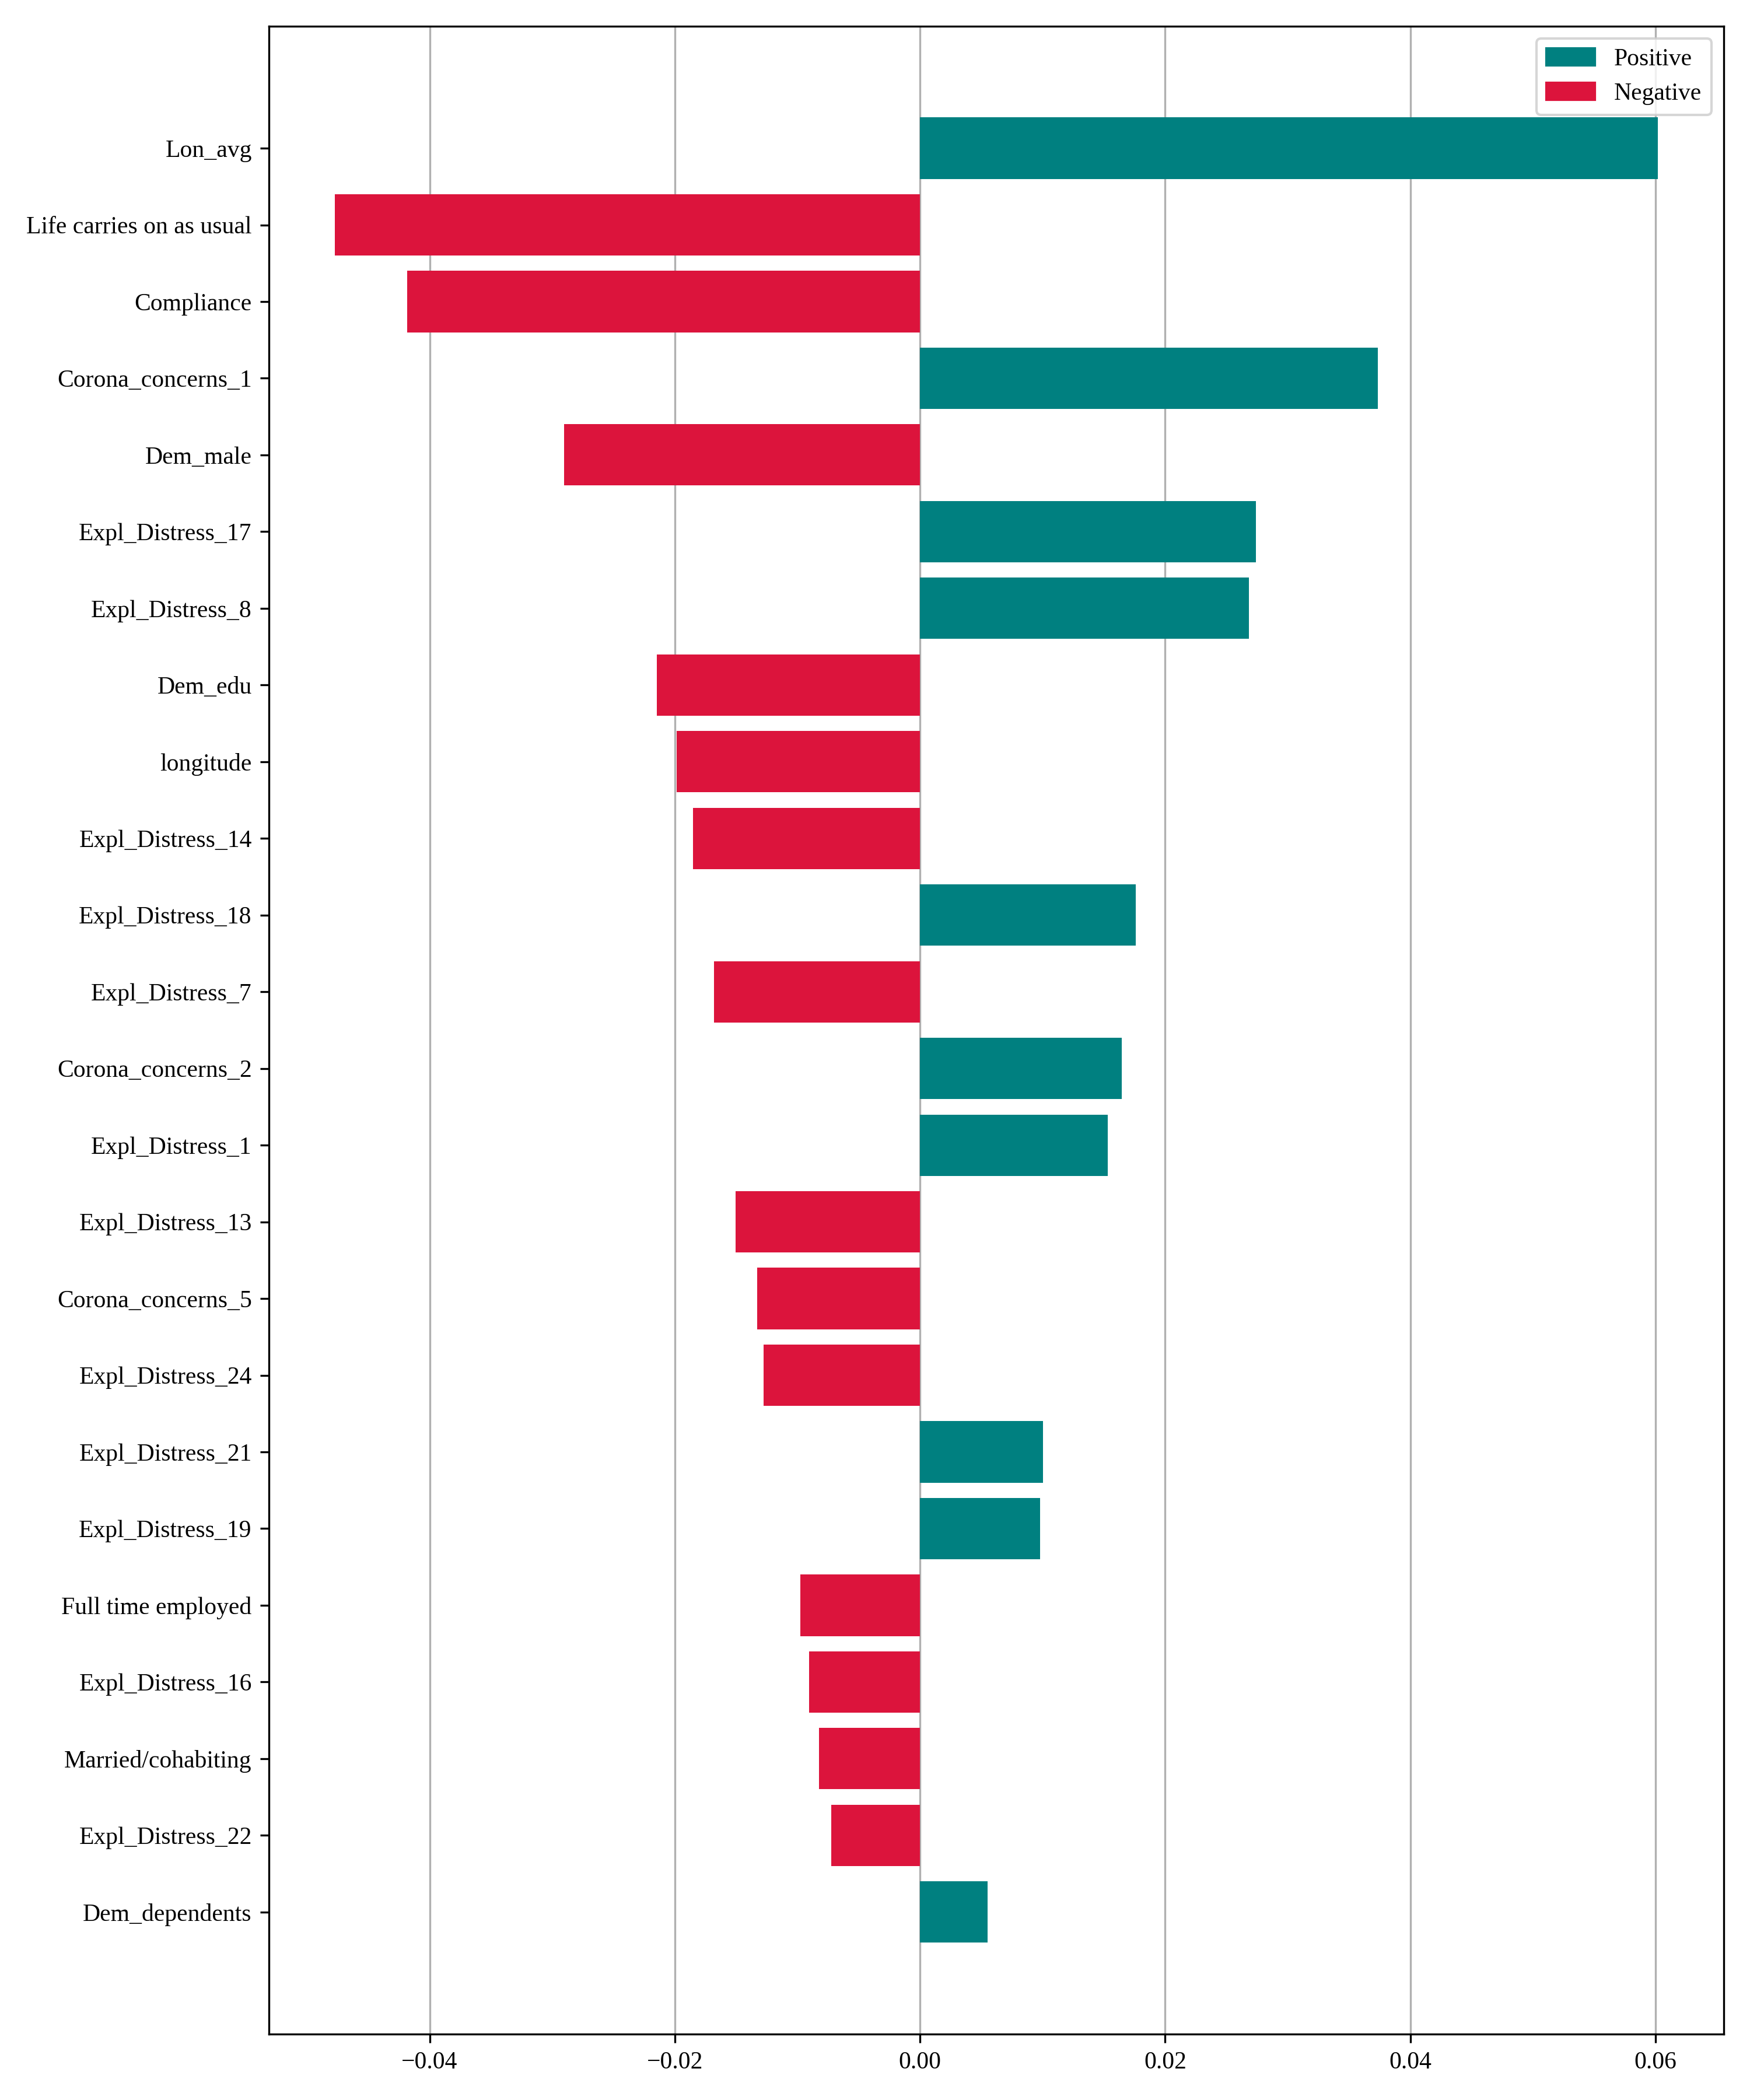 Positive
Negative
Lon_avg
Life carries on as usual
Compliance
Corona_concerns_1
Dem_male
Expl_Distress_17
Expl_Distress_8
Dem_edu
longitude
Expl_Distress_14
Expl_Distress_18
Expl_Distress_7
Corona_concerns_2
Expl_Distress_1
Expl_Distress_13
Corona_concerns_5
Expl_Distress_24
Expl_Distress_21
Expl_Distress_19
Full time employed
Expl_Distress_16
Married/cohabiting
Expl_Distress_22
Dem_dependents
−0.04 −0.02 0.00 0.02 0.04 0.06